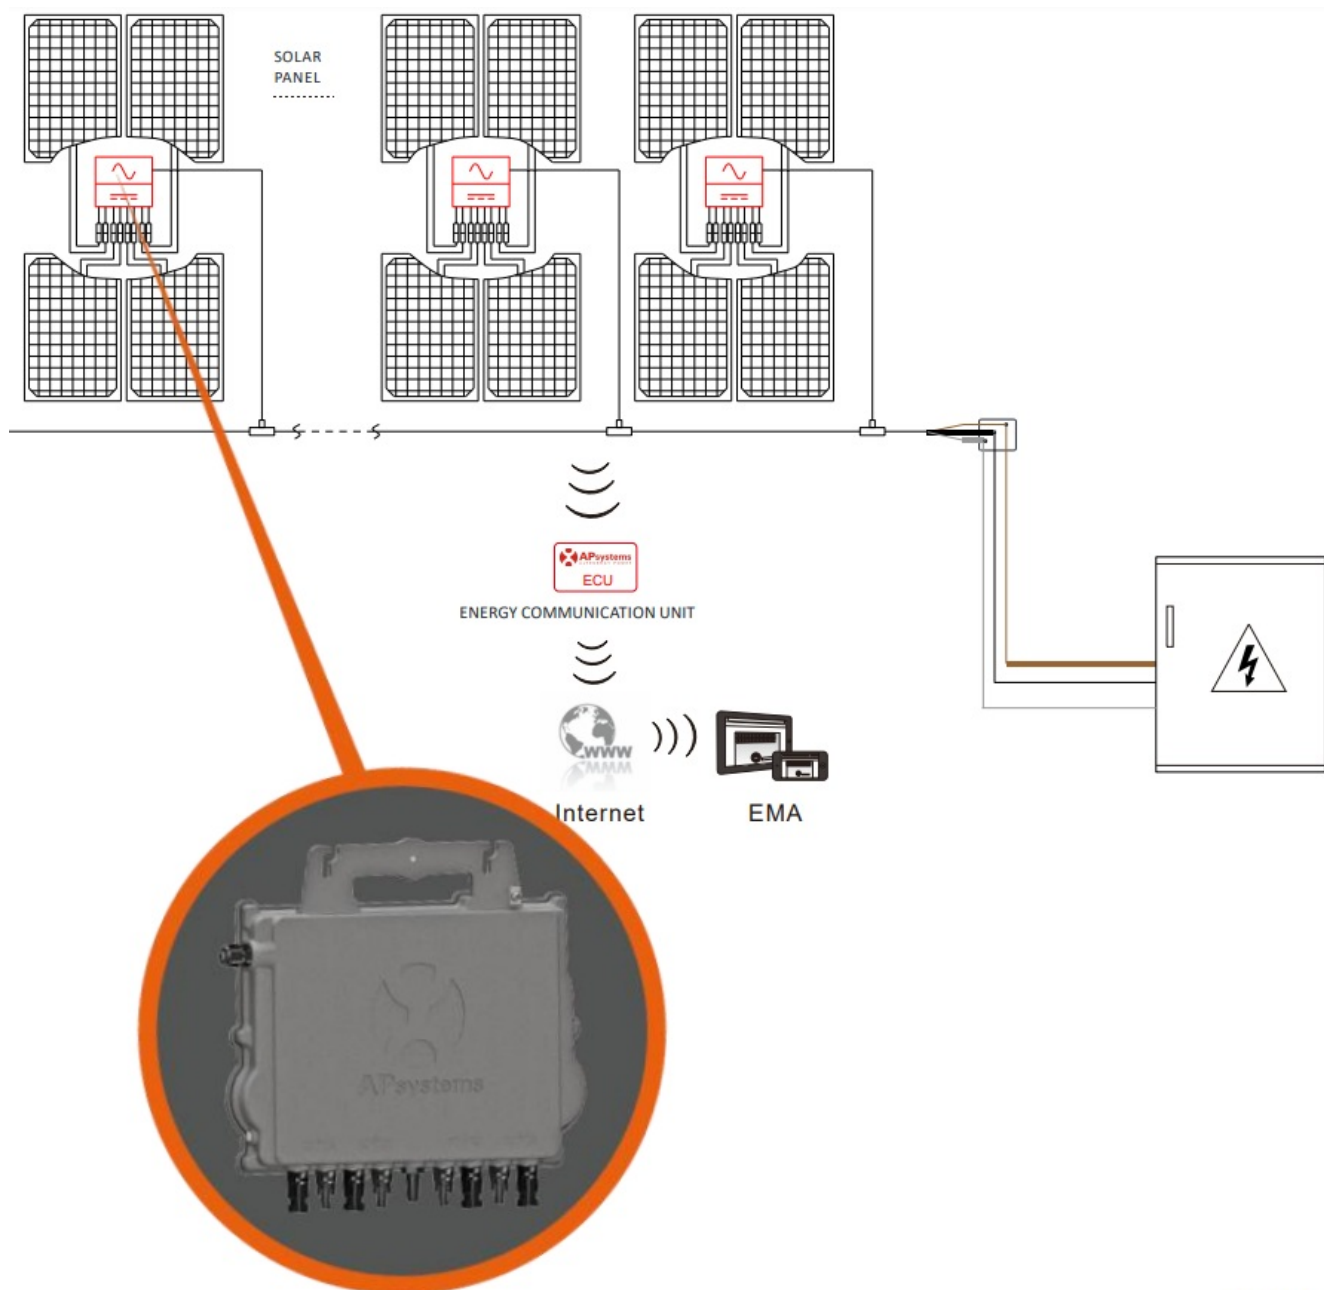 SOLAR
PANEL
APsystems
ECU
ENERGY COMMUNICATION UNIT
www
Internet
EMA
APsystems